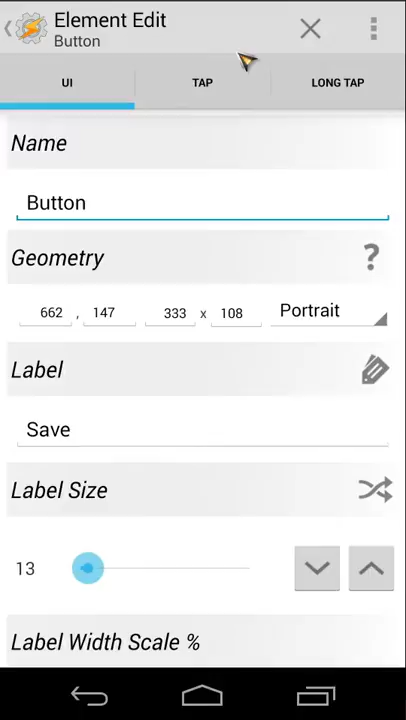 Element Edit
Button
UI TAP LONG TAP
Name
Button
Geometry ?
662 , 147 333 x 108 Portrait
Label
Save
Label Size
13
Label Width Scale %